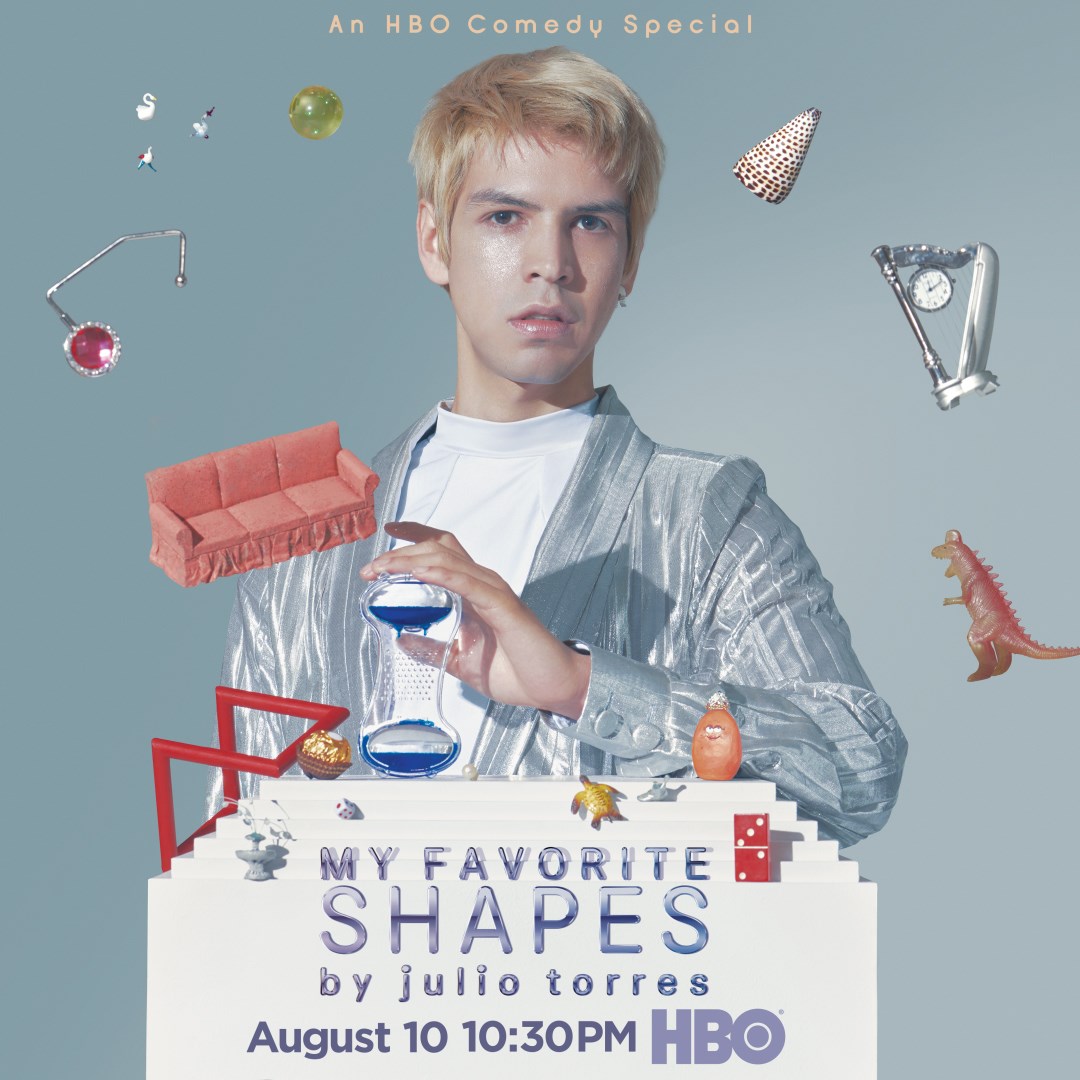 An HBO Comedy Special
MY FAVORITE
SHAPES
by julio torres
August 10 10:30PM HBO